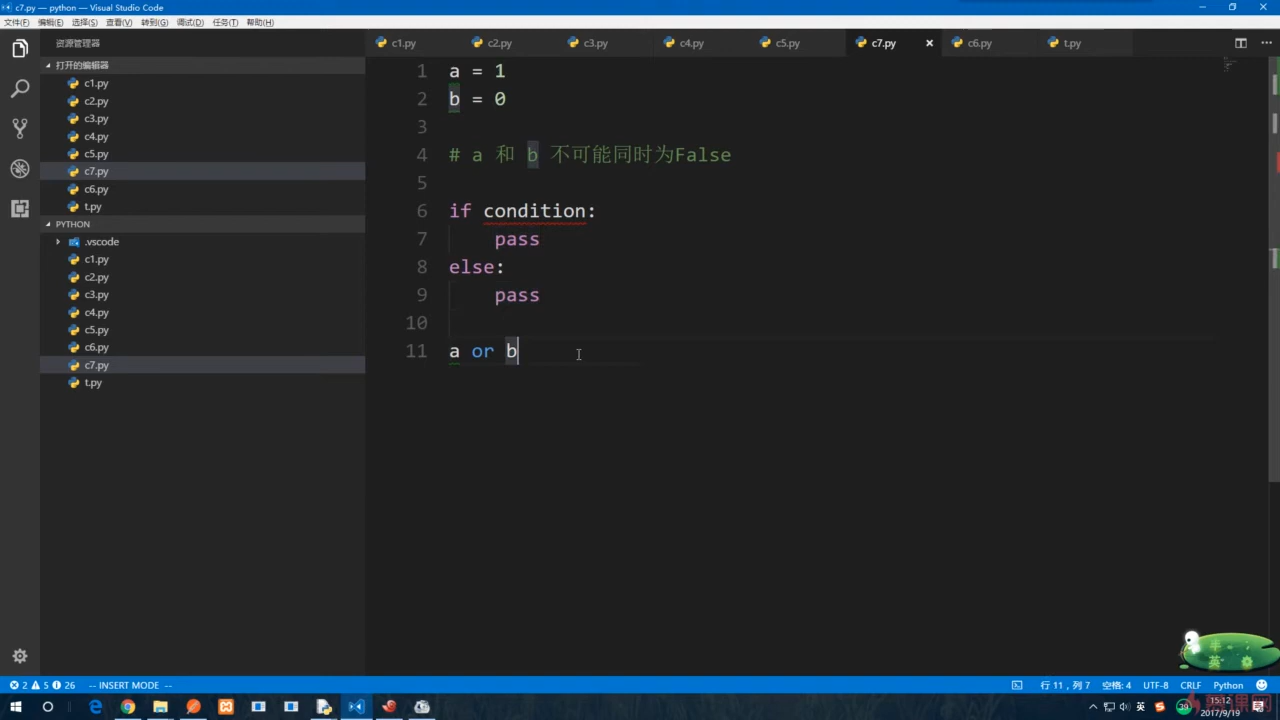 c7.py — python — Visual Studio Code
文件(F) 编辑(E) 选择(S) 查看(V) 转到(G) 调试(D) 任务(T) 帮助(H)
资源管理器
打开的编辑器
c1.py
c2.py
c3.py
c4.py
c5.py
c7.py
c6.py
t.py
PYTHON
.vscode
c1.py
c2.py
c3.py
c4.py
c5.py
c6.py
c7.py
t.py
c1.py c2.py c3.py c4.py c5.py c7.py c6.py t.py
1 a = 1
2 b = 0
3
4 # a 和 b 不可能同时为False
5
6 if condition:
7 pass
8 else:
9 pass
10
11 a or b
半
英
2 5 26 -- INSERT MODE -- 行 11，列 7 空格: 4 UTF-8 CRLF Python
英 39 15:12
2017/9/19